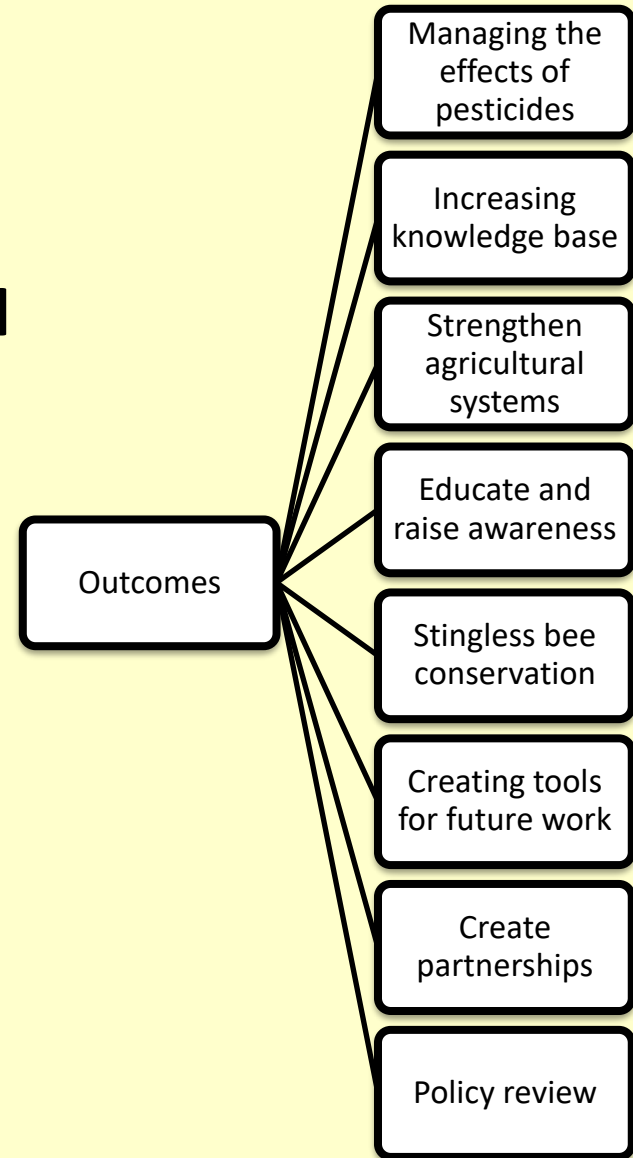 Managing the
effects of
pesticides
Increasing
knowledge base
Strengthen
agricultural
systems
Educate and
raise awareness
Outcomes
Stingless bee
conservation
Creating tools
for future work
Create
partnerships
Policy review